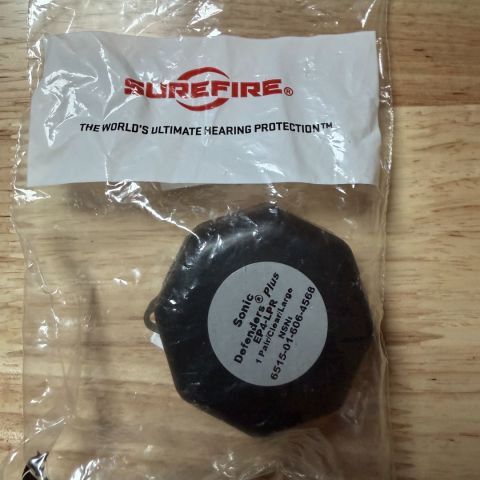 SUREFIRE®
THE WORLD'S ULTIMATE HEARING PROTECTION™
Sonic
Defenders® Plus
EP4-LPR
1 Pair/Clear/Large
NSN:
6515-01-606-4568